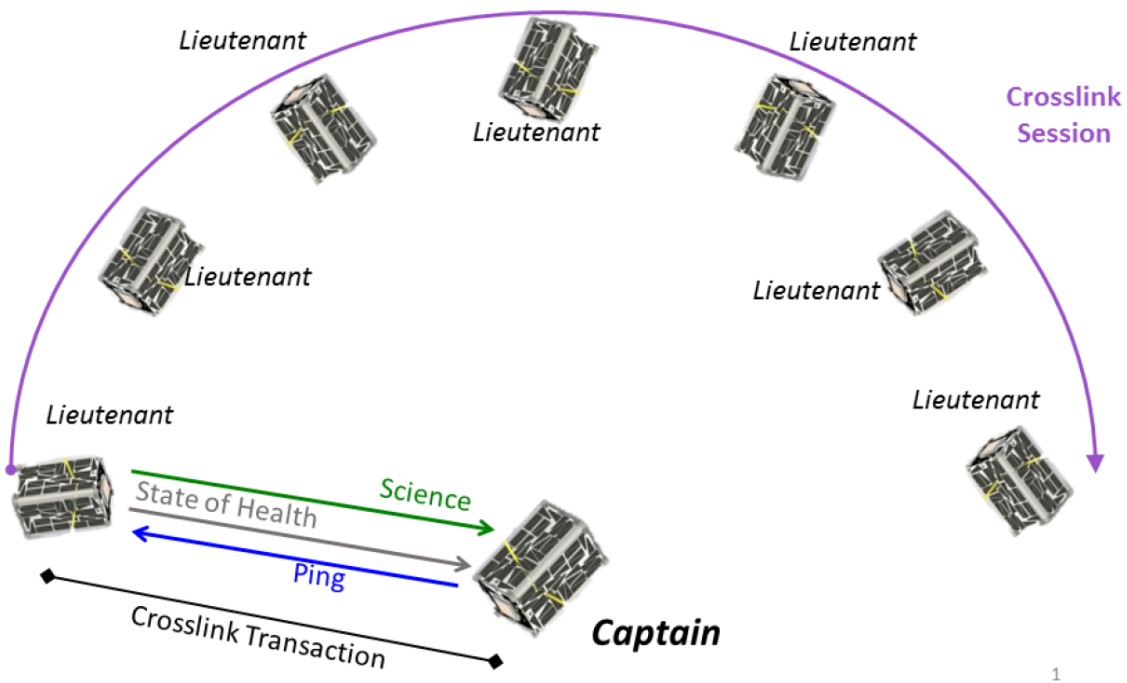 Lieutenant
Lieutenant
Lieutenant
Crosslink
Session
Lieutenant
Lieutenant
Lieutenant
Lieutenant
Science
State of Health
Ping
Crosslink Transaction
Captain
1